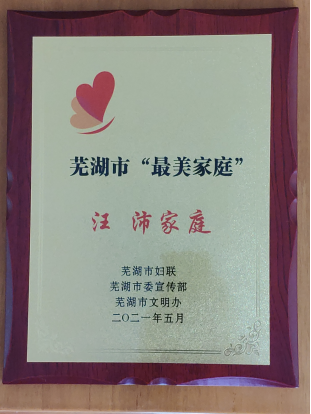 芜湖市“最美家庭”
汪 沛家庭
芜湖市妇联
芜湖市委宣传部
芜湖市文明办
二〇二一年五月